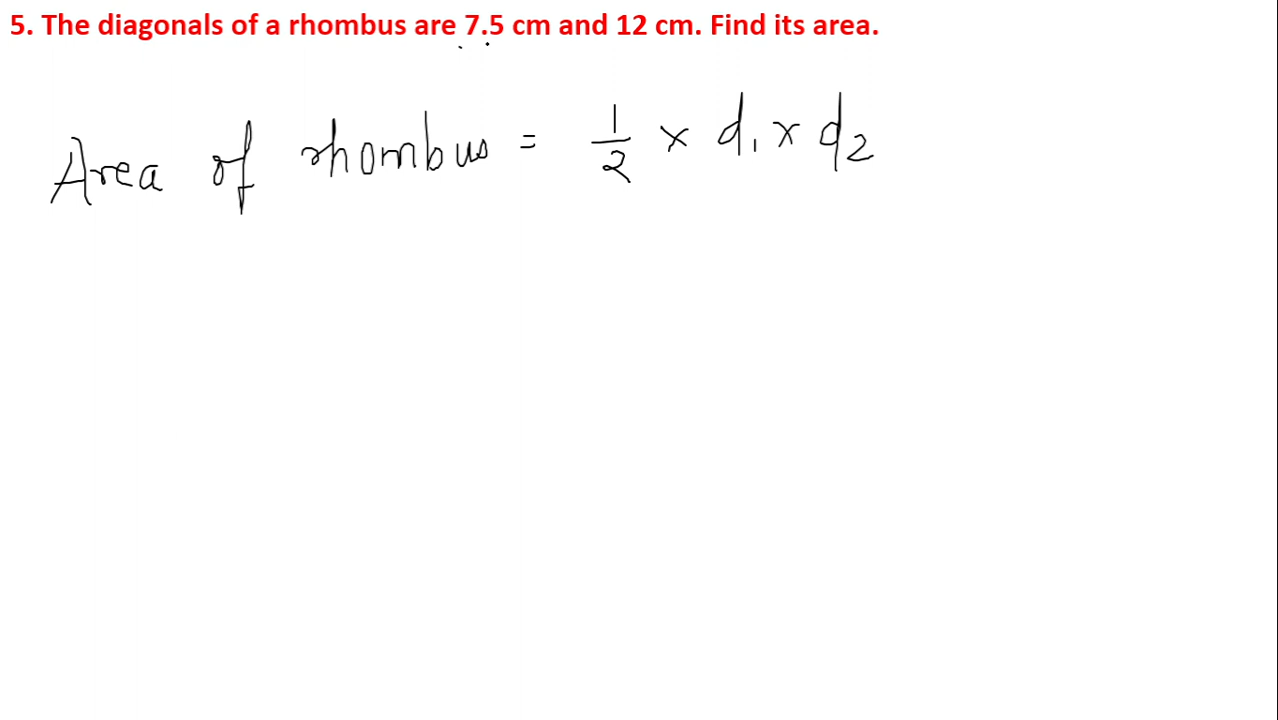 5. The diagonals of a rhombus are 7.5 cm and 12 cm. Find its area.
Area of rhombus = 1/2 × d₁ × d₂